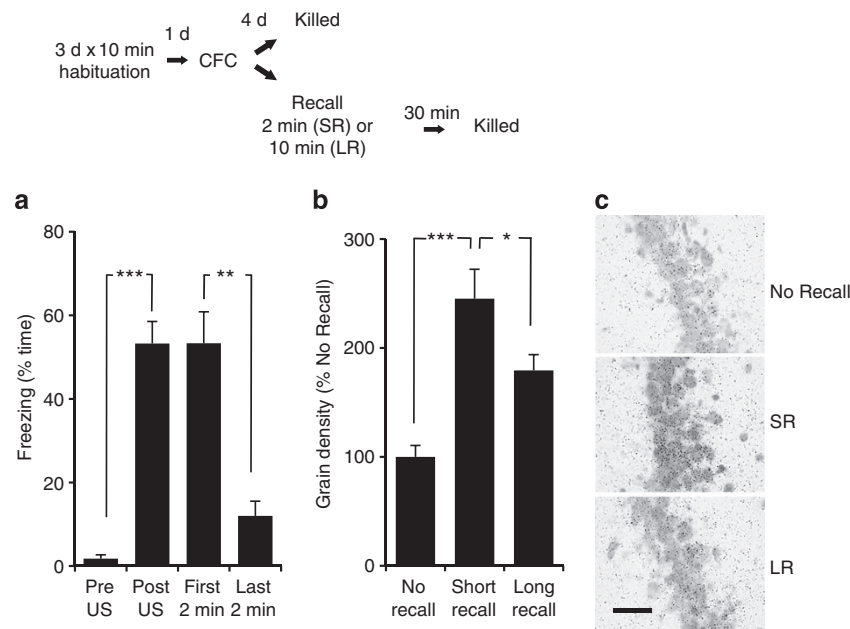 3 d x 10 min
habituation
1 d
CFC
4 d
Killed
Recall
2 min (SR) or
10 min (LR)
30 min
Killed
a
80
60
40
20
0
Freezing (% time)
***
**
Pre
US
Post
US
First
2 min
Last
2 min
b
300
200
100
0
Grain density (% No Recall)
***
*
No
recall
Short
recall
Long
recall
c
No Recall
SR
LR